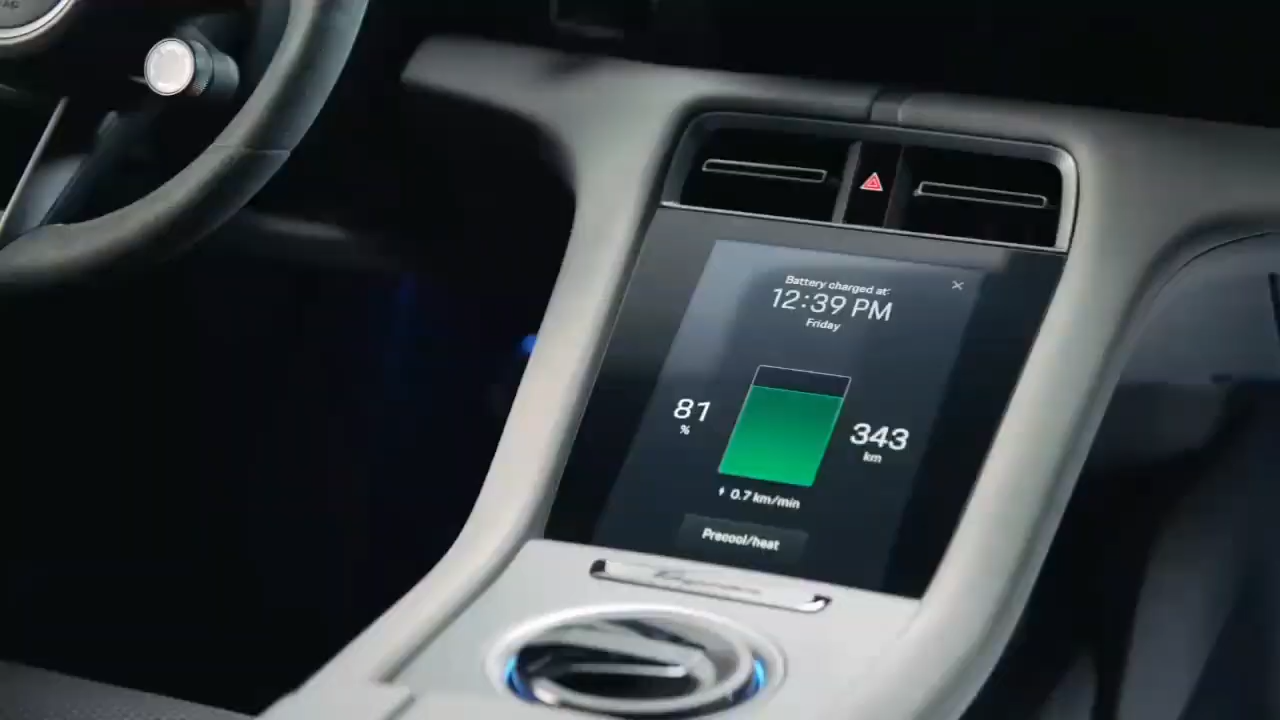 Battery charged at:
12:39 PM
Friday
81
%
343
km
0.7 km/min
Precool/heat